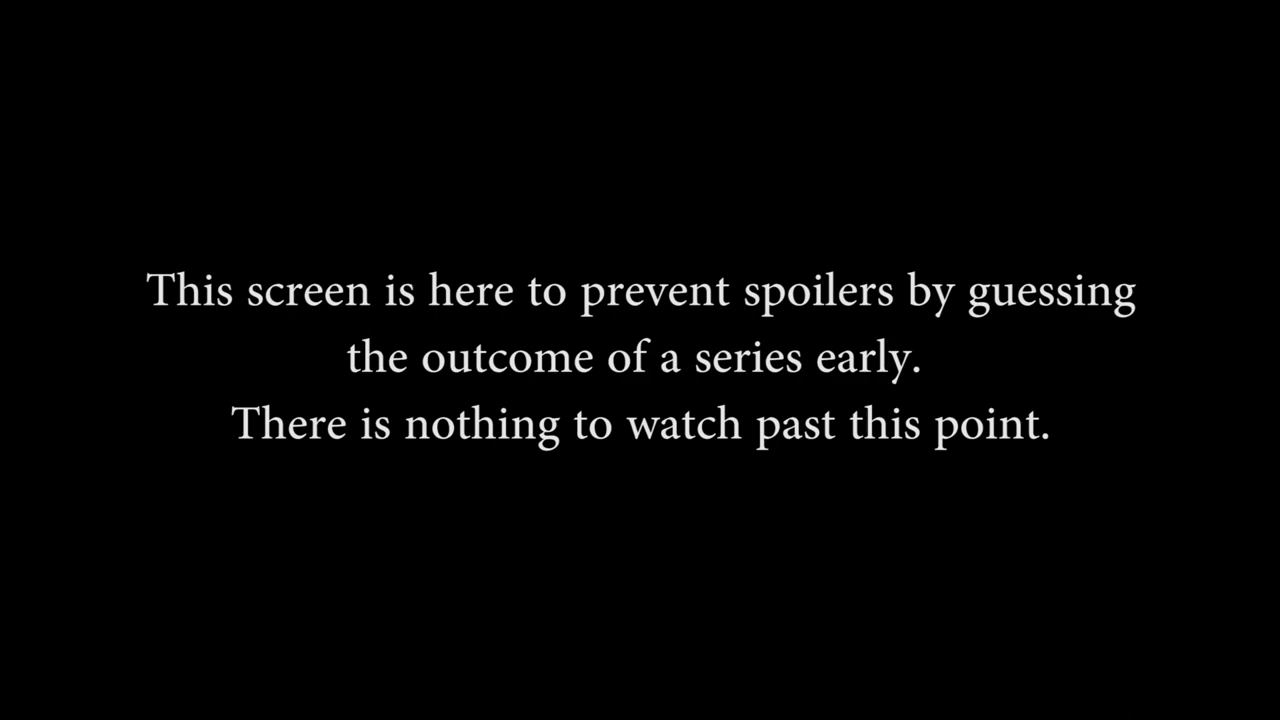 This screen is here to prevent spoilers by guessing
the outcome of a series early.
There is nothing to watch past this point.